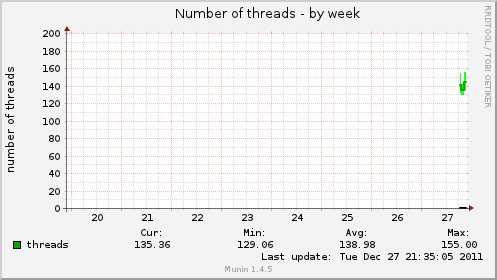 Number of threads - by week
RRDTOOL / TOBI OETIKER
number of threads
200
180
160
140
120
100
80
60
40
20
0
20 21 22 23 24 25 26 27
Cur: Min: Avg: Max:
threads 135.36 129.06 138.98 155.00
Last update: Tue Dec 27 21:35:05 2011
Munin 1.4.5